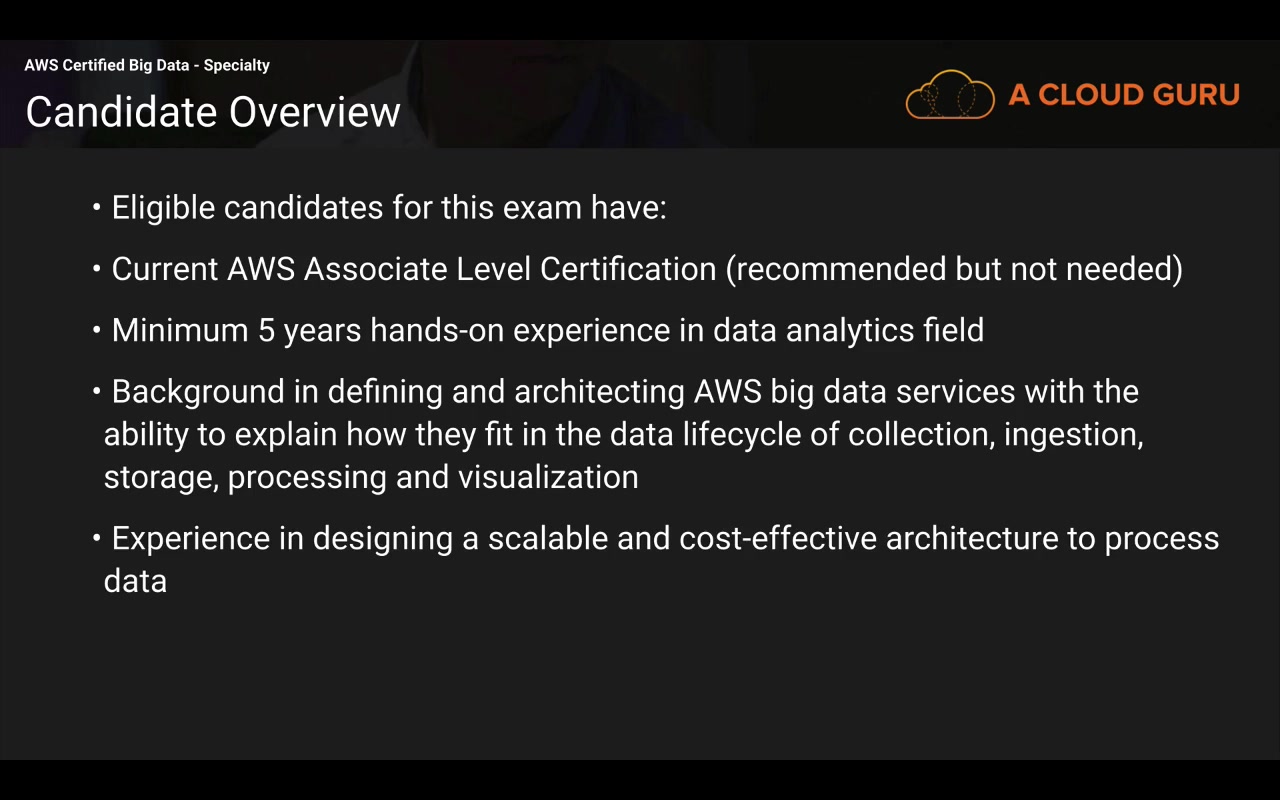 AWS Certified Big Data - Specialty
Candidate Overview
A CLOUD GURU
• Eligible candidates for this exam have:
• Current AWS Associate Level Certification (recommended but not needed)
• Minimum 5 years hands-on experience in data analytics field
• Background in defining and architecting AWS big data services with the
ability to explain how they fit in the data lifecycle of collection, ingestion,
storage, processing and visualization
• Experience in designing a scalable and cost-effective architecture to process
data